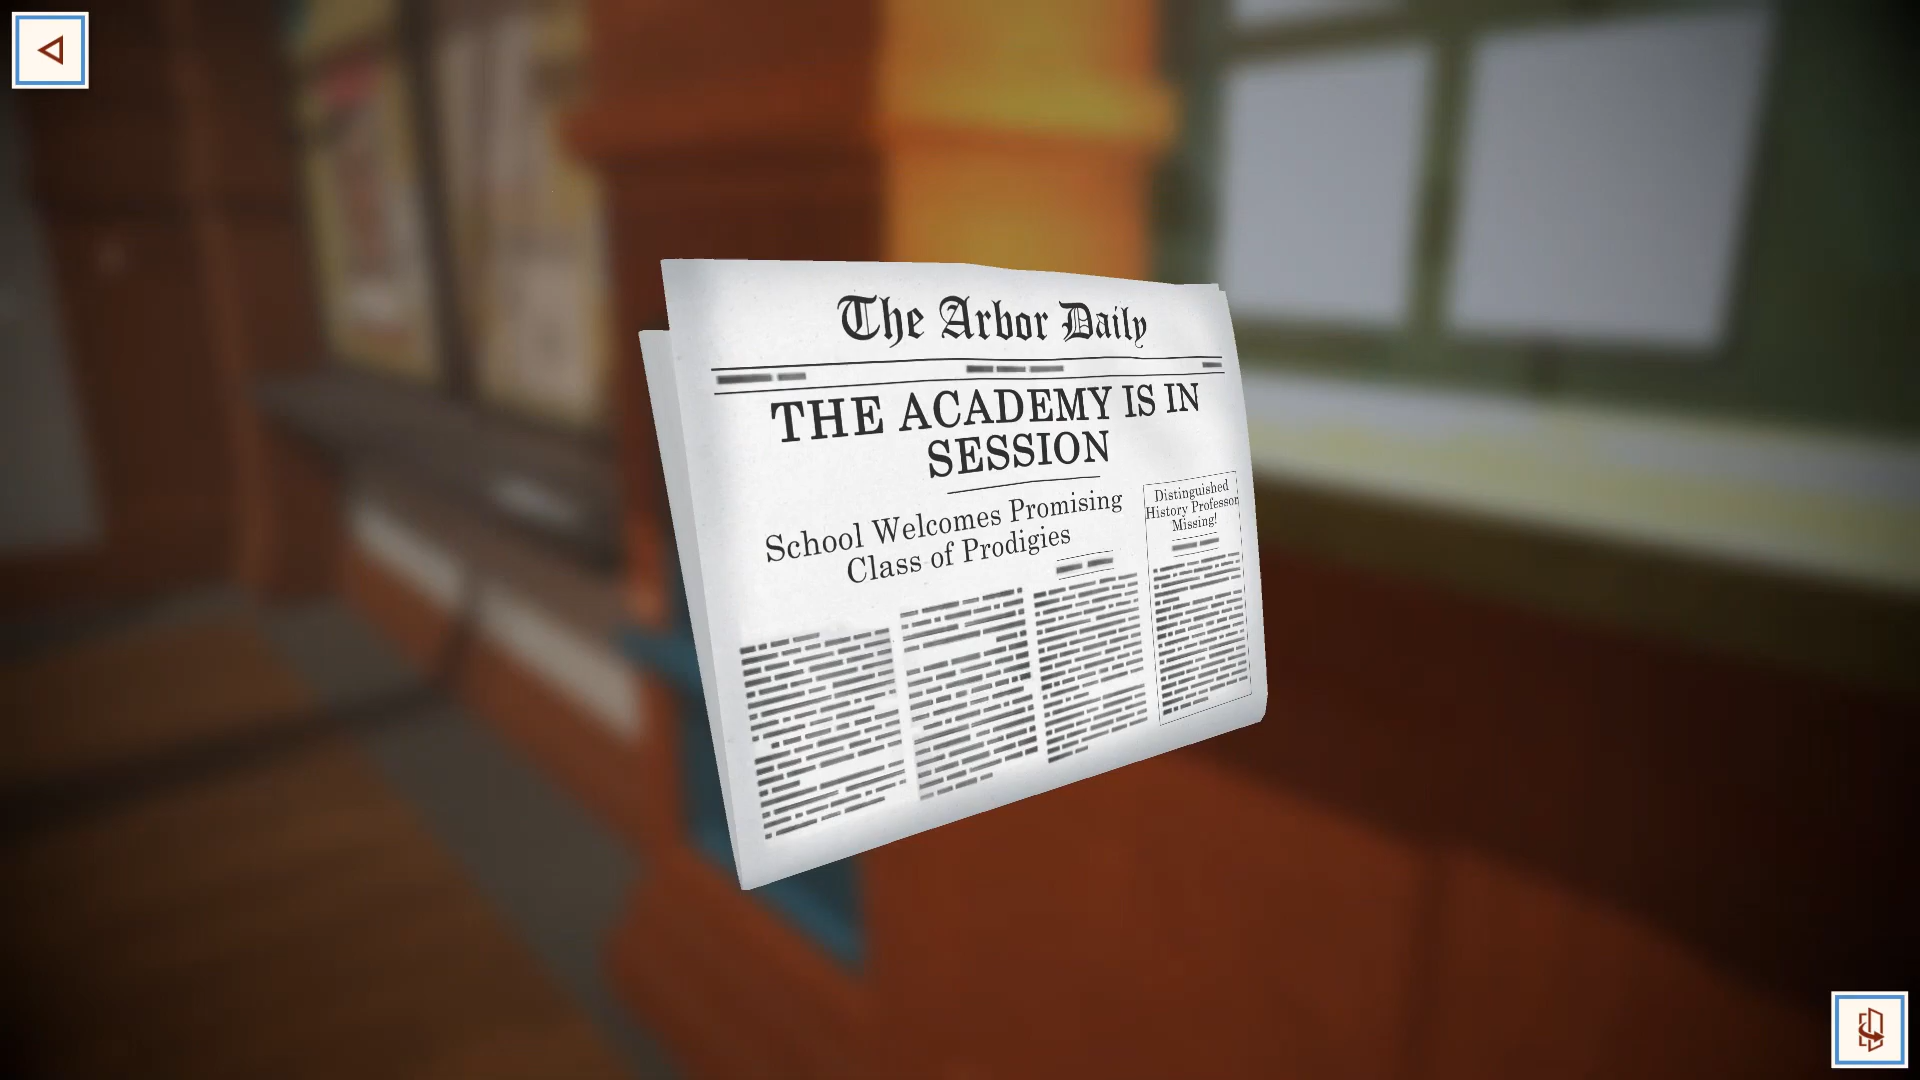 The Arbor Daily
THE ACADEMY IS IN
SESSION
School Welcomes Promising
Class of Prodigies
Distinguished
History Professor
Missing!